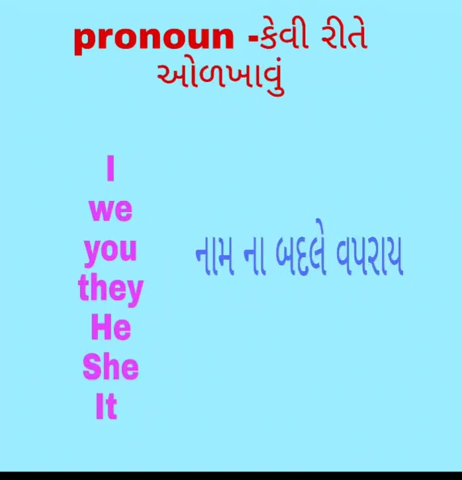 pronoun -કેવી રીતે
ઓળખાવું
I
we
you
they
He
She
It
નામ ના બદલે વપરાય